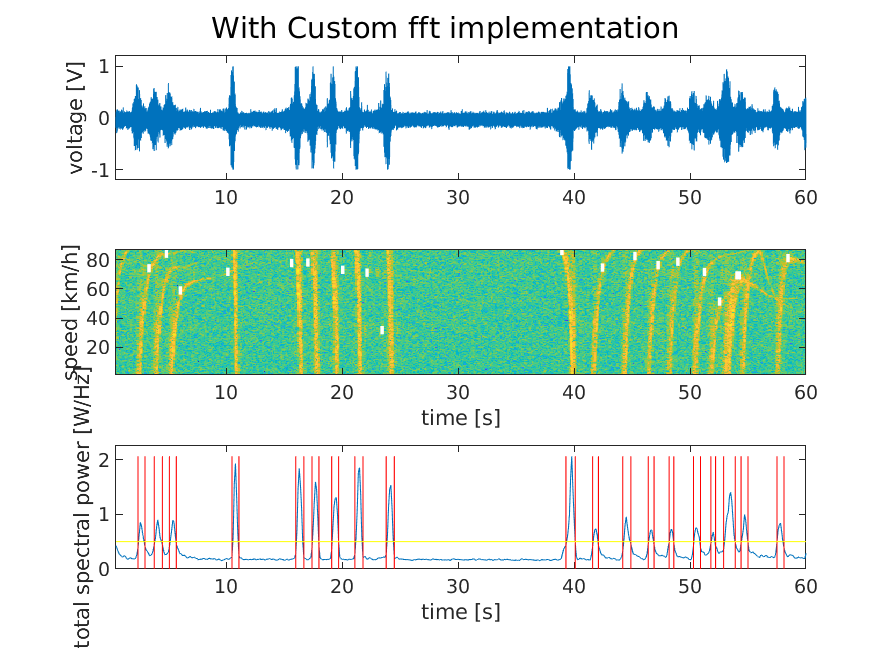 With Custom fft implementation
voltage [V]
1
0
-1
10 20 30 40 50 60
speed [km/h]
80
60
40
20
10 20 30 40 50 60
time [s]
total spectral power [W/Hz]
2
1
0
10 20 30 40 50 60
time [s]